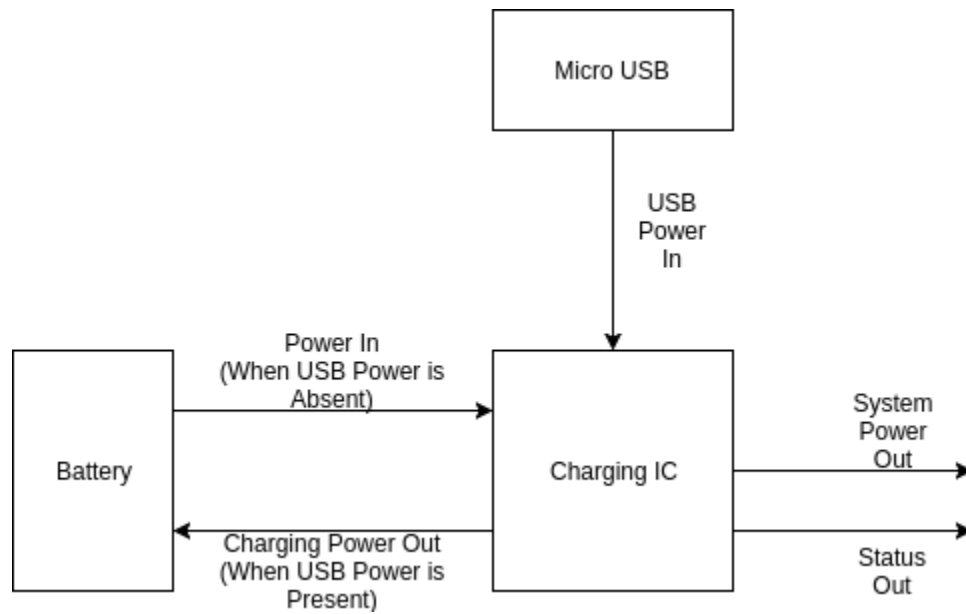 Micro USB
USB
Power
In
Power In
(When USB Power is
Absent)
System
Power
Out
Battery
Charging IC
Charging Power Out
(When USB Power is
Present)
Status
Out